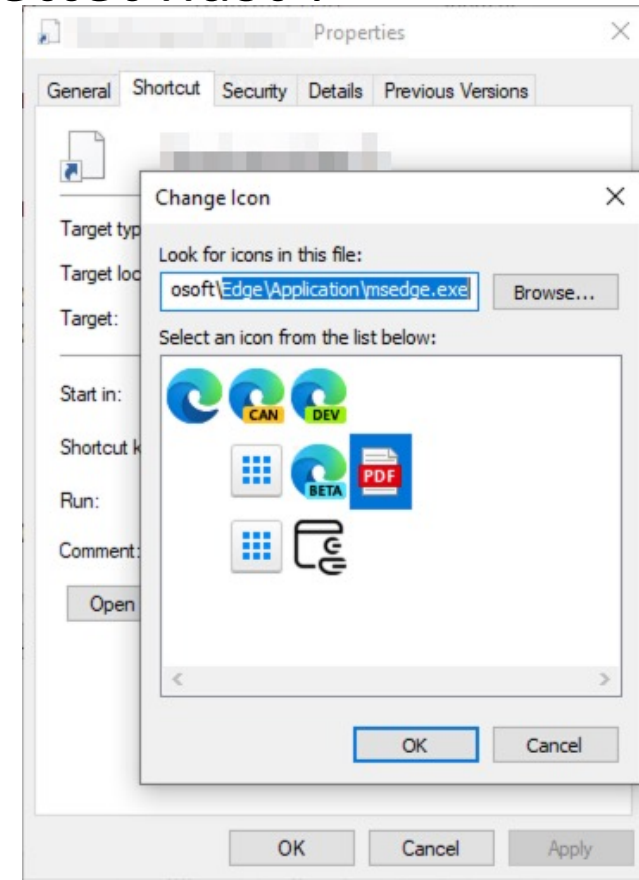 Properties
General Shortcut Security Details Previous Versions
Change Icon
Target typ
Look for icons in this file:
Target loc
osoft\Edge\Application\msedge.exe Browse...
Target:
Select an icon from the list below:
Start in:
CAN DEV
Shortcut k
BETA PDF
Run:
Comment:
Open
OK Cancel
OK Cancel Apply